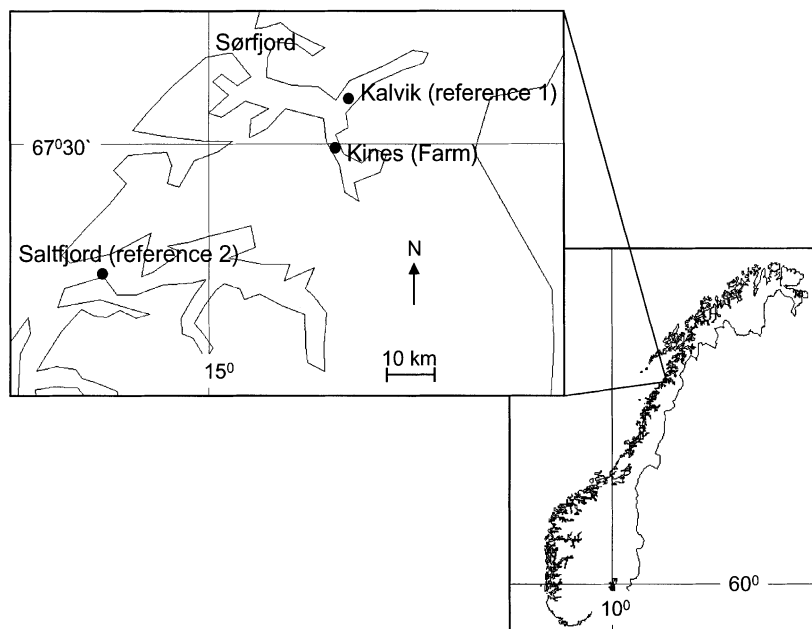 Sørfjord
Kalvik (reference 1)
67⁰30`
Kines (Farm)
Saltfjord (reference 2)
N
10 km
15⁰
60⁰
10⁰